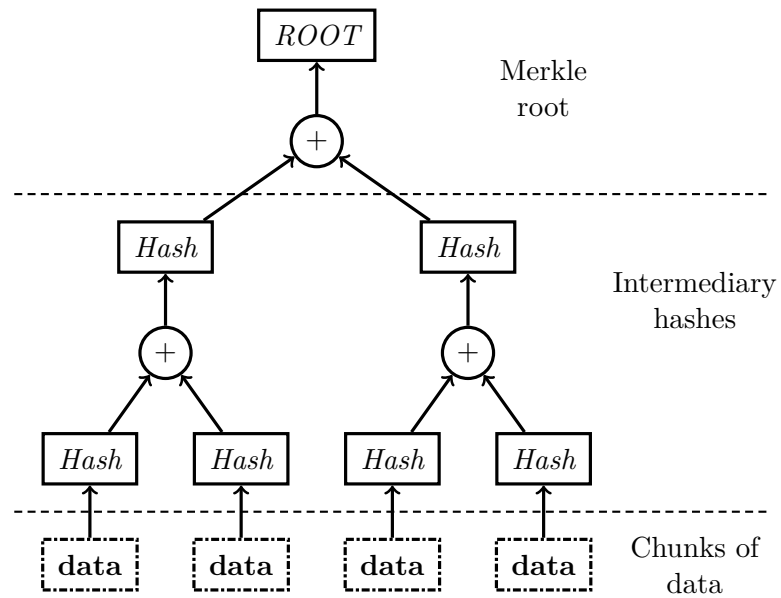 ROOT
Merkle
root
+
Hash Hash
Intermediary
hashes
+ +
Hash Hash Hash Hash
data data data data
Chunks of
data